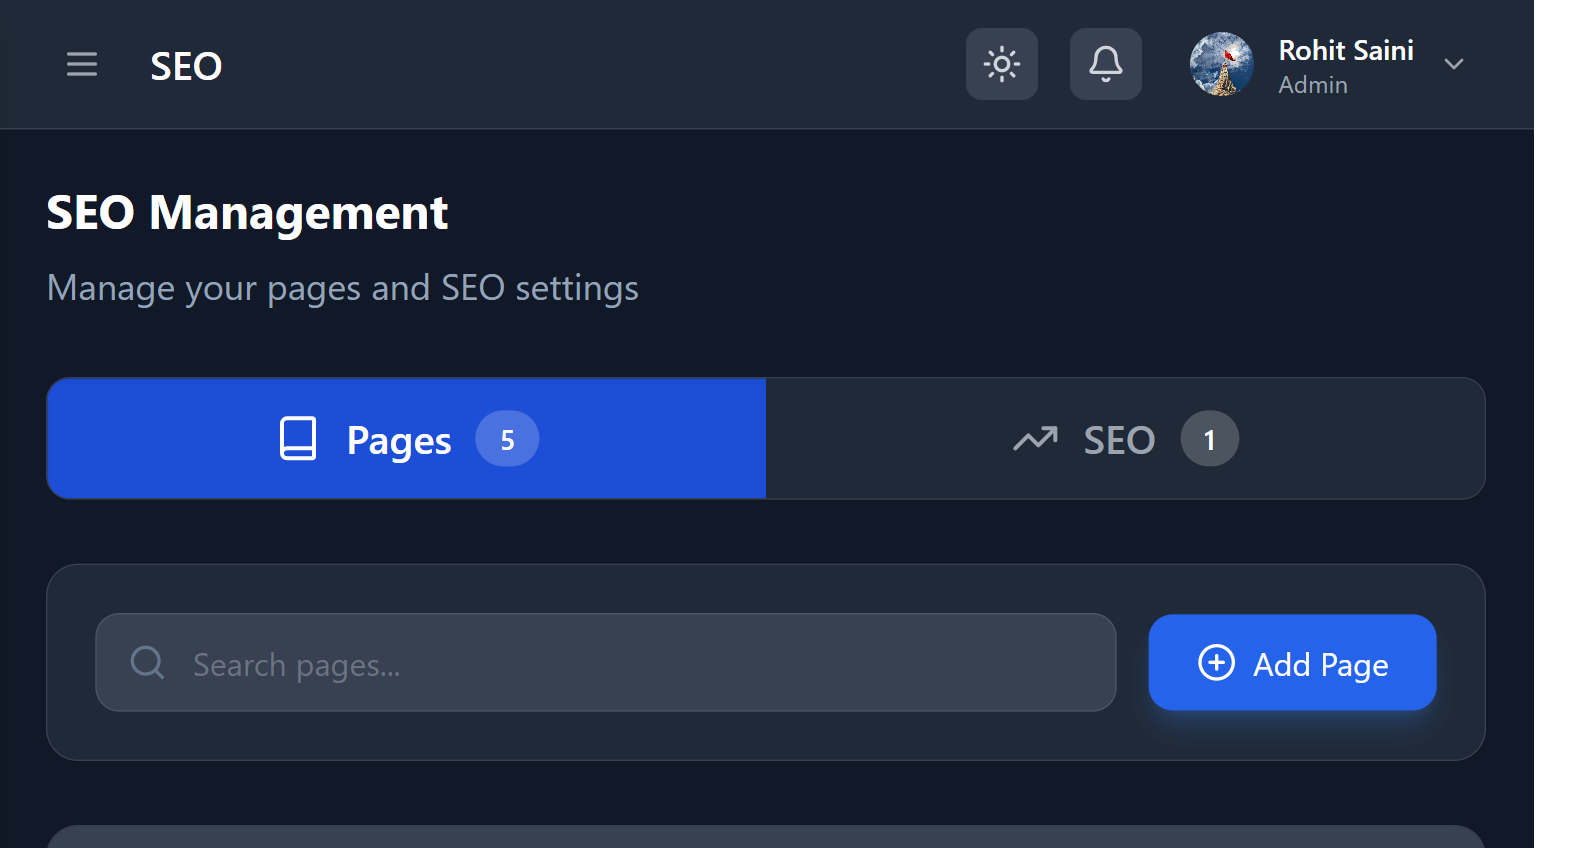 SEO
Rohit Saini
Admin
SEO Management
Manage your pages and SEO settings
Pages 5
SEO 1
Search pages...
Add Page